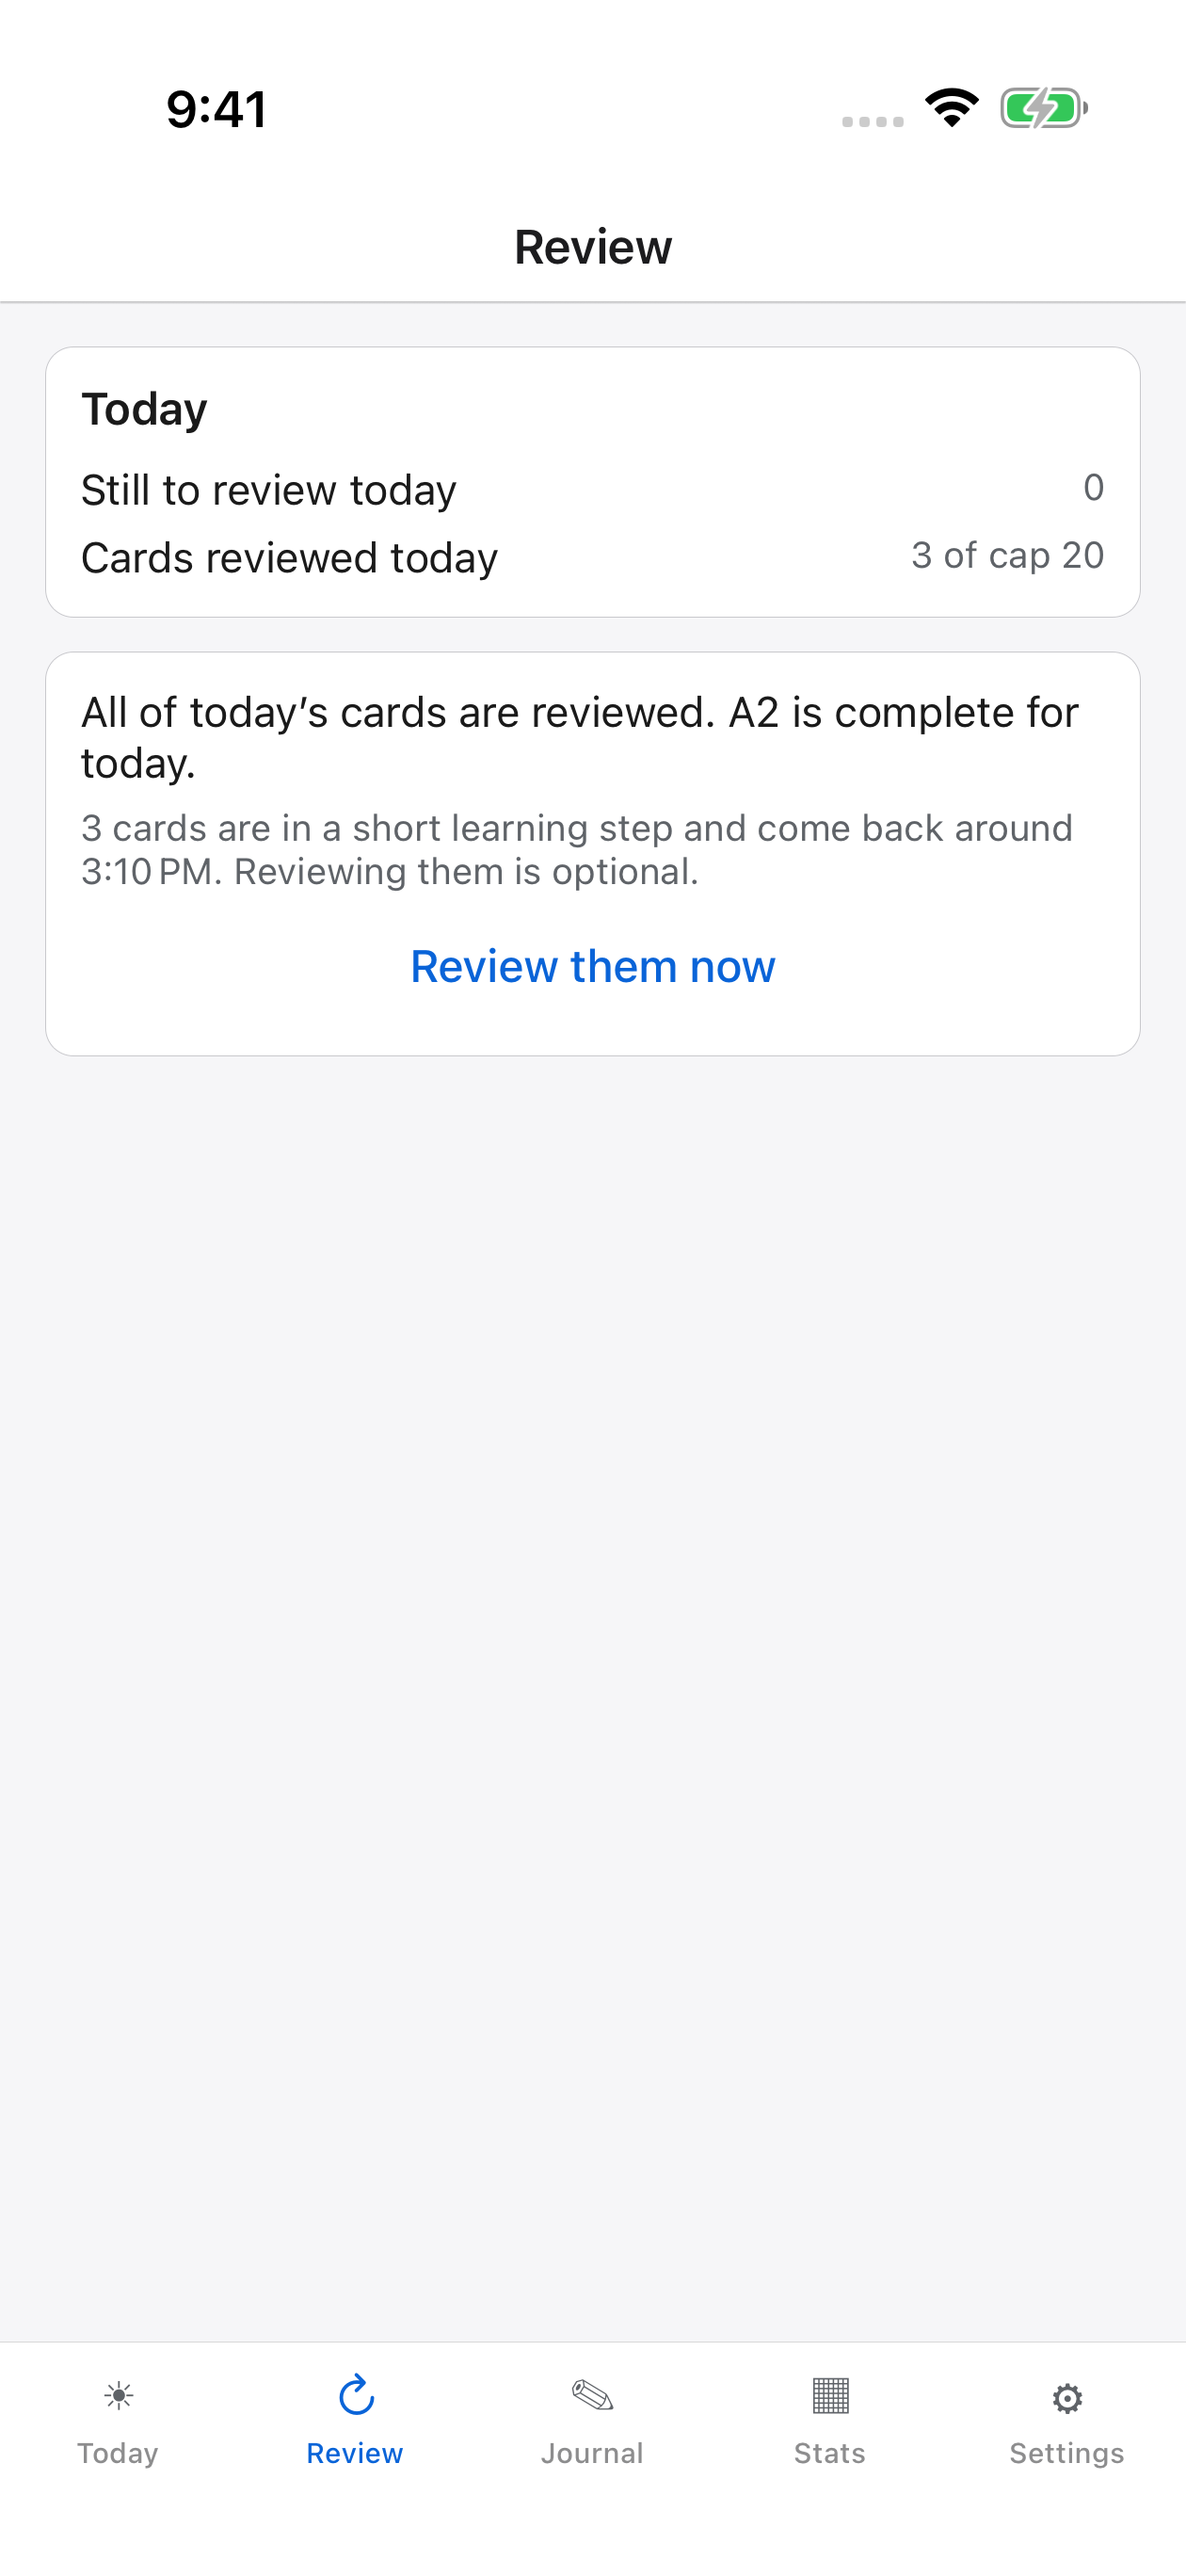 9:41
Review
Today
Still to review today 0
Cards reviewed today 3 of cap 20
All of today’s cards are reviewed. A2 is complete for
today.
3 cards are in a short learning step and come back around
3:10 PM. Reviewing them is optional.
Review them now
Today Review Journal Stats Settings